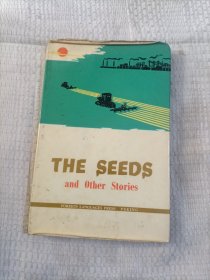 THE SEEDS
and Other Stories
FOREIGN LANGUAGES PRESS PEKING